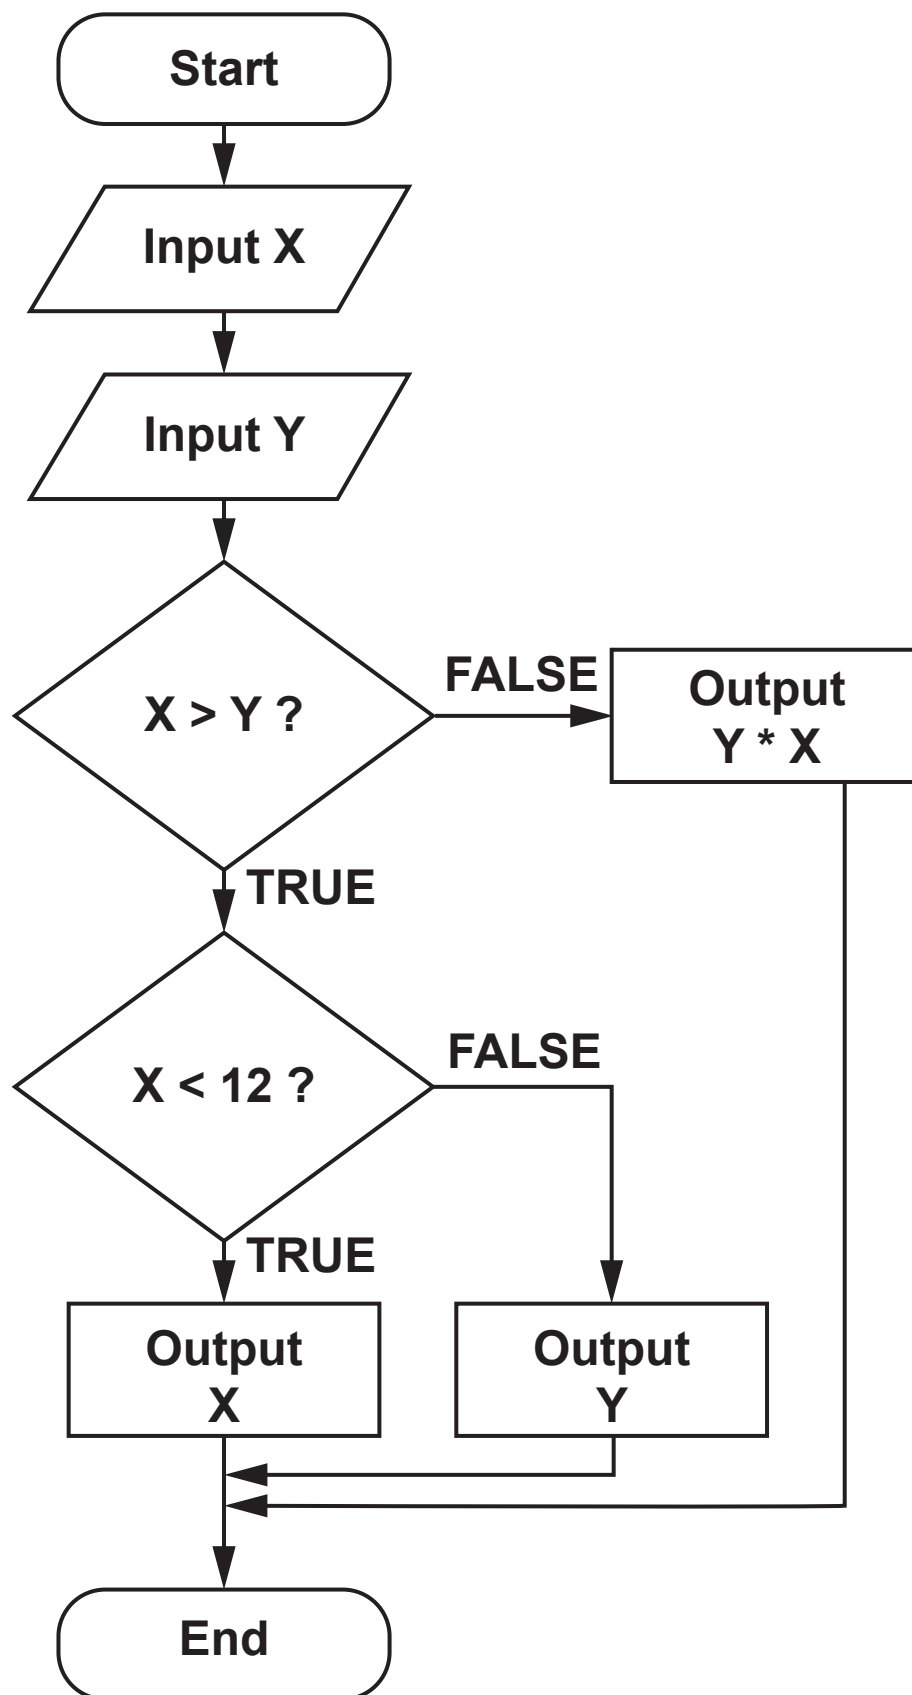 Start
Input X
Input Y
X > Y ?
FALSE
Output
Y * X
TRUE
X < 12 ?
FALSE
TRUE
Output
X
Output
Y
End